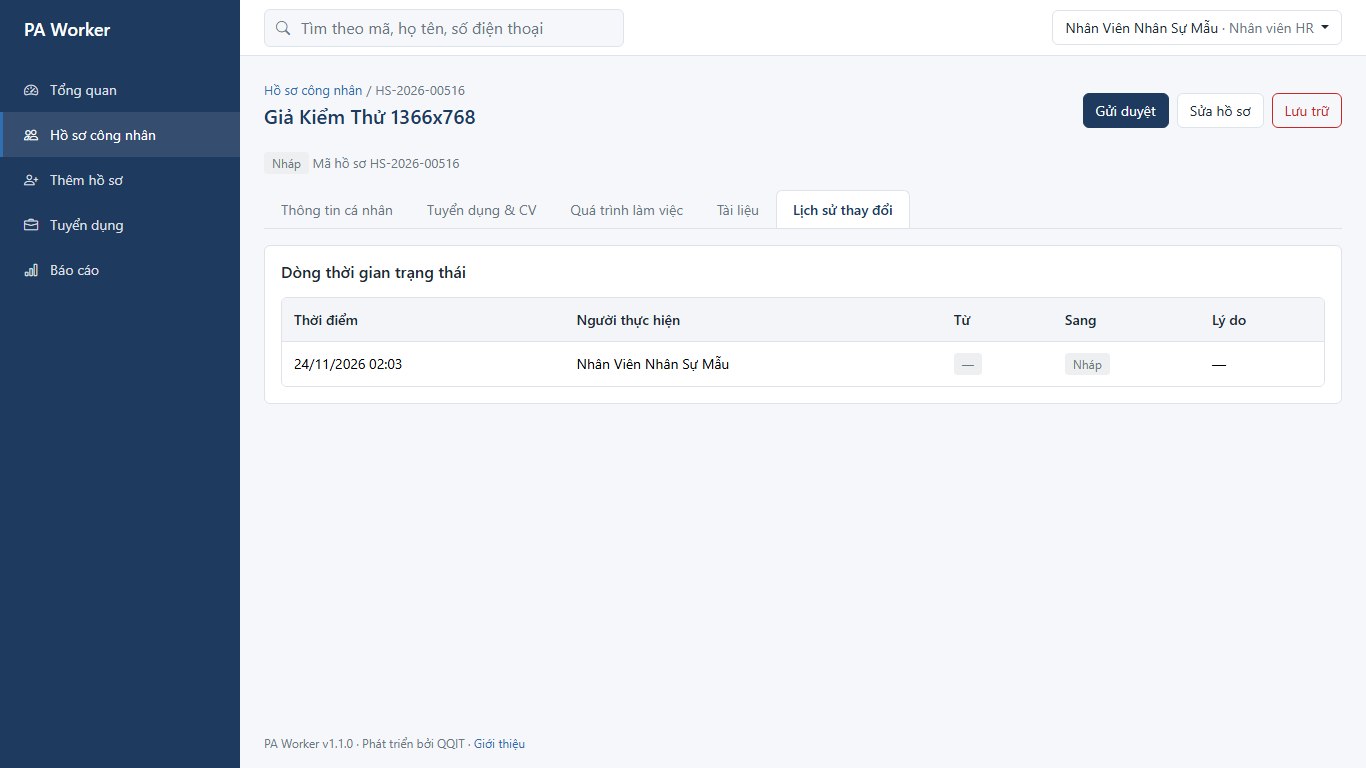 PA Worker
Tìm theo mã, họ tên, số điện thoại
Nhân Viên Nhân Sự Mẫu · Nhân viên HR
Tổng quan
Hồ sơ công nhân
Thêm hồ sơ
Tuyển dụng
Báo cáo
Hồ sơ công nhân / HS-2026-00516
Giả Kiểm Thử 1366x768
Gửi duyệt
Sửa hồ sơ
Lưu trữ
Nháp Mã hồ sơ HS-2026-00516
Thông tin cá nhân
Tuyển dụng & CV
Quá trình làm việc
Tài liệu
Lịch sử thay đổi
Dòng thời gian trạng thái
Thời điểm Người thực hiện Từ Sang Lý do
24/11/2026 02:03 Nhân Viên Nhân Sự Mẫu — Nháp —
PA Worker v1.1.0 · Phát triển bởi QQIT · Giới thiệu